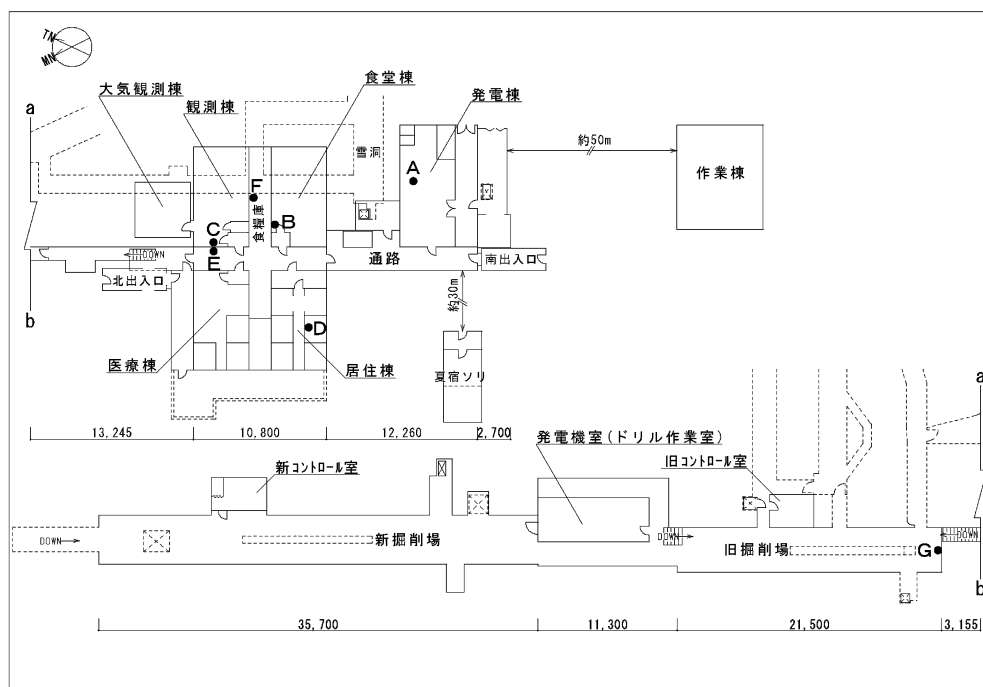 TN
MN
大気観測棟
観測棟
食堂棟
発電棟
a
雪洞
約50m
作業棟
A
F
B
食糧庫
C
E
DOWN
通路
南出入口
北出入口
b
約30m
D
医療棟
居住棟
夏宿ソリ
13,245
10,800
12,260
2,700
a
新コントロール室
発電機室(ドリル作業室)
旧コントロール室
DOWN
新掘削場
DOWN
旧掘削場
G
DOWN
b
35,700
11,300
21,500
3,155